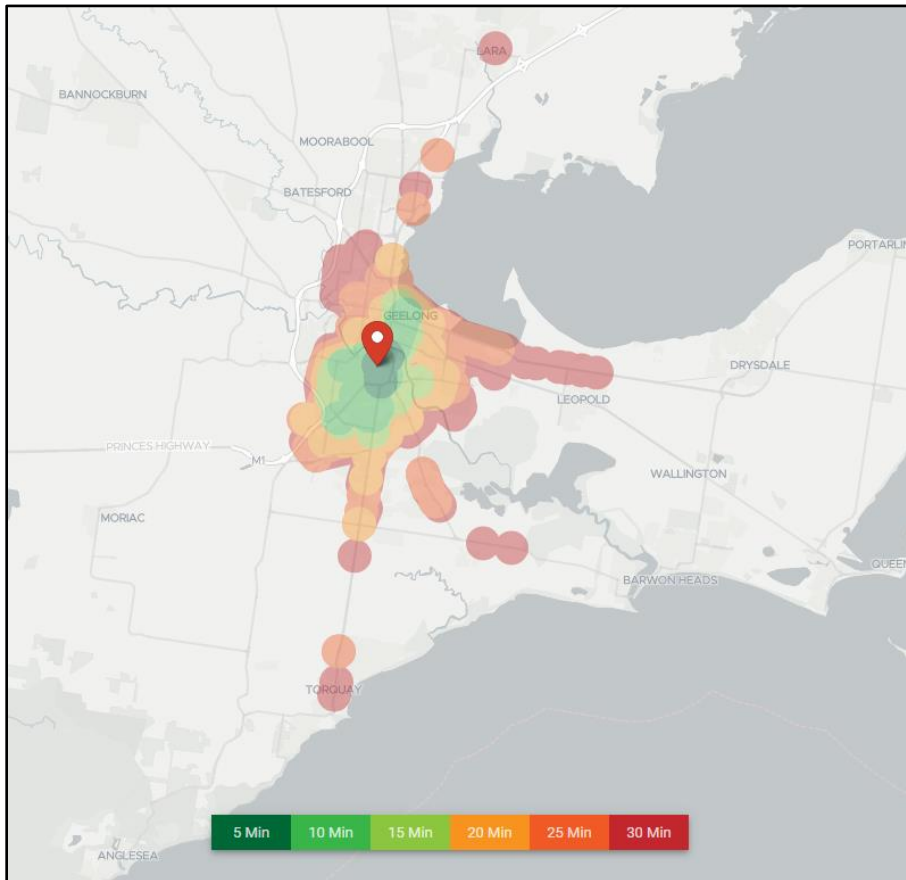 LARA
BANNOCKBURN
MOORABOOL
BATESFORD
PORTARLIN
GEELONG
DRYSDALE
LEOPOLD
PRINCES HIGHWAY
M1
WALLINGTON
MORIAC
QUEEN
BARWON HEADS
TORQUAY
5 Min 10 Min 15 Min 20 Min 25 Min 30 Min
ANGLESEA